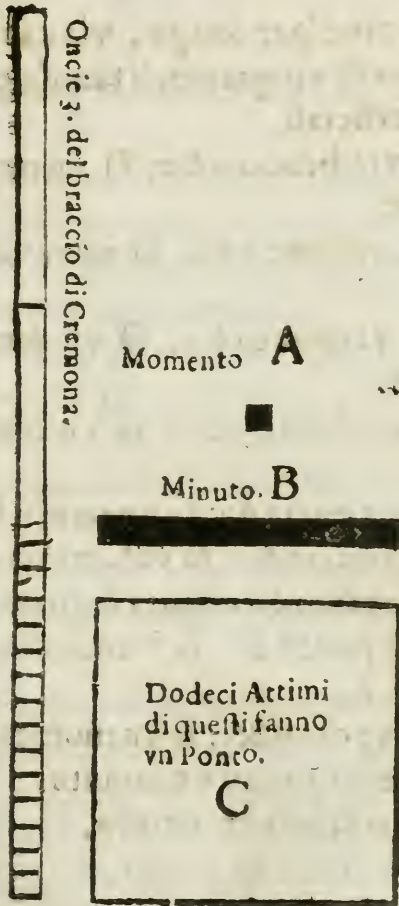 Oncie 3. del braccio di Cremona.
Momento A
Minuto. B
Dodeci Attimi
di queſti fanno
vn Ponto.
C